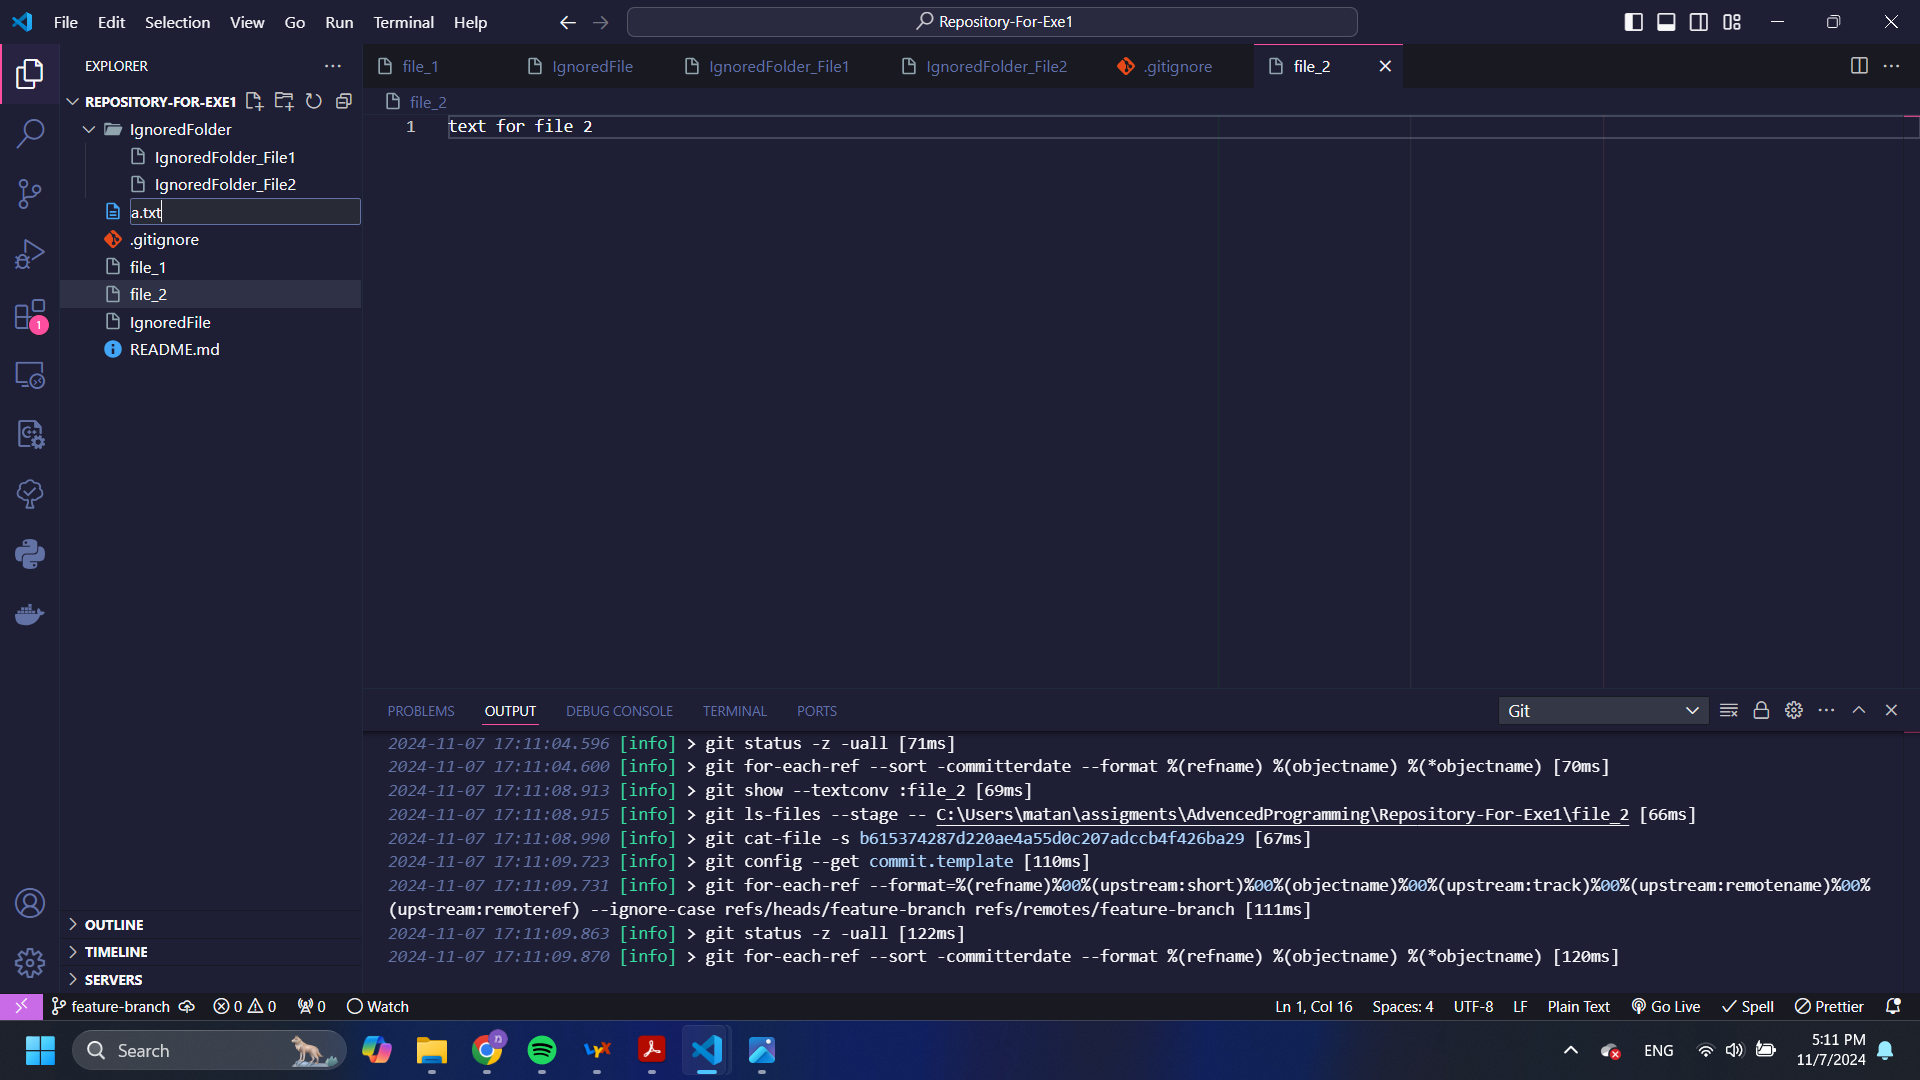 File Edit Selection View Go Run Terminal Help
Repository-For-Exe1
EXPLORER
REPOSITORY-FOR-EXE1
IgnoredFolder
IgnoredFolder_File1
IgnoredFolder_File2
a.txt
.gitignore
file_1
file_2
IgnoredFile
README.md
1
OUTLINE
TIMELINE
SERVERS
file_1 IgnoredFile IgnoredFolder_File1 IgnoredFolder_File2 .gitignore file_2
file_2
1 text for file 2
PROBLEMS OUTPUT DEBUG CONSOLE TERMINAL PORTS
Git
2024-11-07 17:11:04.596 [info] > git status -z -uall [71ms]
2024-11-07 17:11:04.600 [info] > git for-each-ref --sort -committerdate --format %(refname) %(objectname) %(*objectname) [70ms]
2024-11-07 17:11:08.913 [info] > git show --textconv :file_2 [69ms]
2024-11-07 17:11:08.915 [info] > git ls-files --stage -- C:\Users\matan\assigments\AdvencedProgramming\Repository-For-Exe1\file_2 [66ms]
2024-11-07 17:11:08.990 [info] > git cat-file -s b615374287d220ae4a55d0c207adccb4f426ba29 [67ms]
2024-11-07 17:11:09.723 [info] > git config --get commit.template [110ms]
2024-11-07 17:11:09.731 [info] > git for-each-ref --format=%(refname)%00%(upstream:short)%00%(objectname)%00%(upstream:track)%00%(upstream:remotename)%00%
(upstream:remoteref) --ignore-case refs/heads/feature-branch refs/remotes/feature-branch [111ms]
2024-11-07 17:11:09.863 [info] > git status -z -uall [122ms]
2024-11-07 17:11:09.870 [info] > git for-each-ref --sort -committerdate --format %(refname) %(objectname) %(*objectname) [120ms]
feature-branch 0 0 0 Watch
Ln 1, Col 16 Spaces: 4 UTF-8 LF Plain Text Go Live Spell Prettier
Search
n
ENG
5:11 PM
11/7/2024